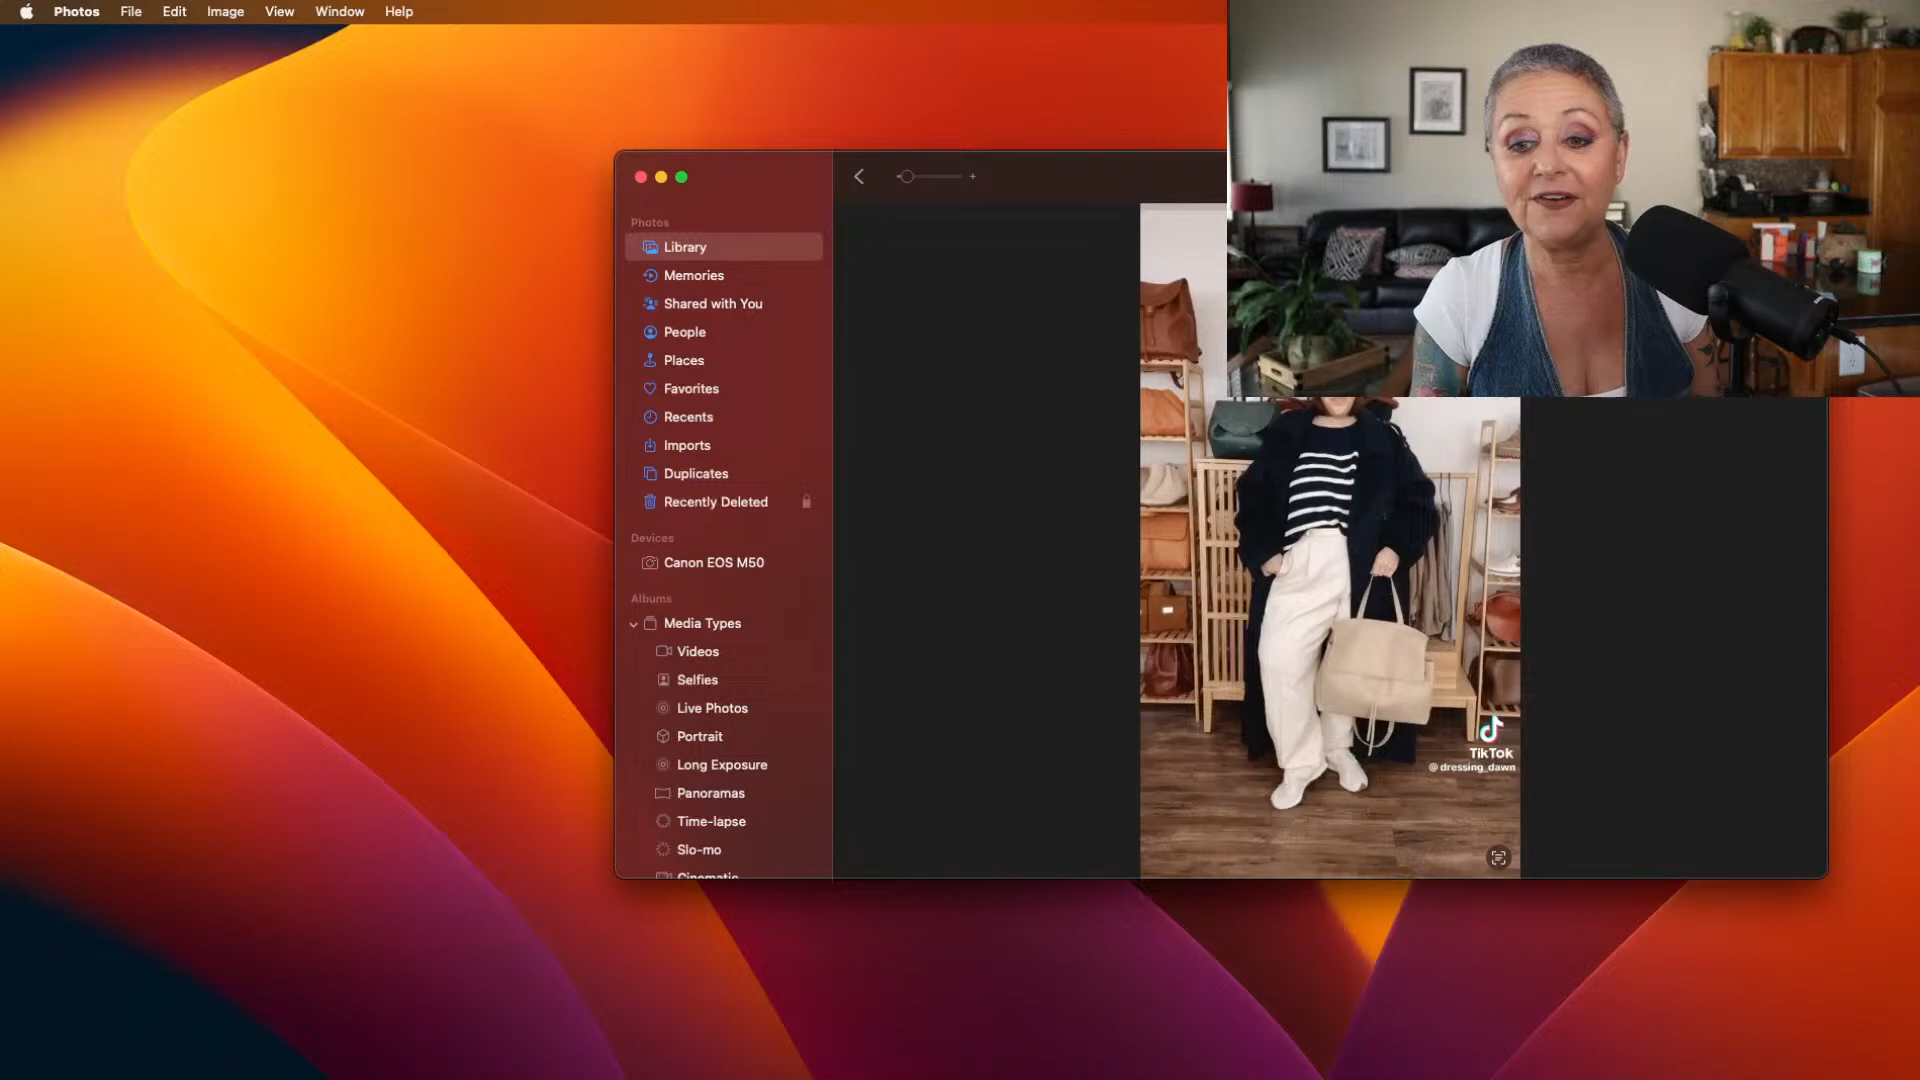 Photos File Edit Image View Window Help
Photos
Library
Memories
Shared with You
People
Places
Favorites
Recents
Imports
Duplicates
Recently Deleted
Devices
Canon EOS M50
Albums
Media Types
Videos
Selfies
Live Photos
Portrait
Long Exposure
Panoramas
Time-lapse
Slo-mo
Cinematic
TikTok
@dressing_dawn